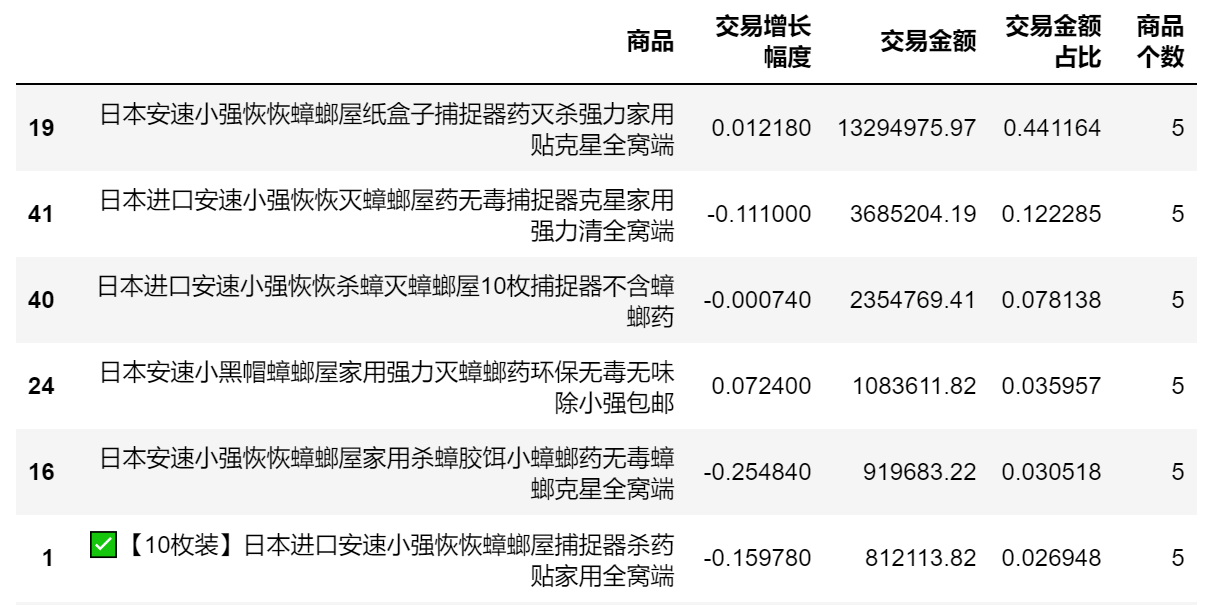 商品 交易增长幅度 交易金额 交易金额占比 商品个数
19 日本安速小强恢恢蟑螂屋纸盒子捕捉器药灭杀强力家用 0.012180 13294975.97 0.441164 5
贴克星全窝端
41 日本进口安速小强恢恢灭蟑螂屋药无毒捕捉器克星家用 -0.111000 3685204.19 0.122285 5
强力清全窝端
40 日本进口安速小强恢恢杀蟑灭蟑螂屋10枚捕捉器不含蟑 -0.000740 2354769.41 0.078138 5
螂药
24 日本安速小黑帽蟑螂屋家用强力灭蟑螂药环保无毒无味 0.072400 1083611.82 0.035957 5
除小强包邮
16 日本安速小强恢恢蟑螂屋家用杀蟑胶饵小蟑螂药无毒蟑 -0.254840 919683.22 0.030518 5
螂克星全窝端
1 ✅【10枚装】日本进口安速小强恢恢蟑螂屋捕捉器杀药 -0.159780 812113.82 0.026948 5
贴家用全窝端